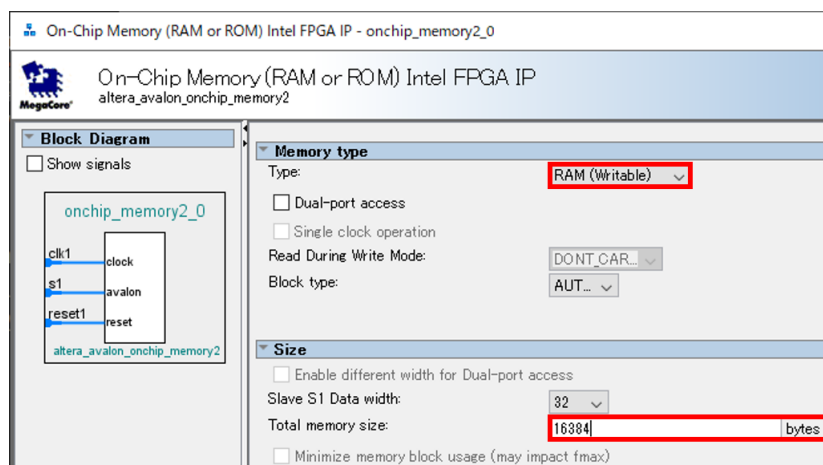 On-Chip Memory (RAM or ROM) Intel FPGA IP - onchip_memory2_0
On-Chip Memory (RAM or ROM) Intel FPGA IP
altera_avalon_onchip_memory2
MegaCore®
Block Diagram
Show signals
onchip_memory2_0
clk1
clock
s1
avalon
reset1
reset
altera_avalon_onchip_memory2
Memory type
Type: RAM (Writable)
Dual-port access
Single clock operation
Read During Write Mode: DONT_CAR...
Block type: AUT...
Size
Enable different width for Dual-port access
Slave S1 Data width: 32
Total memory size: 16384 bytes
Minimize memory block usage (may impact fmax)